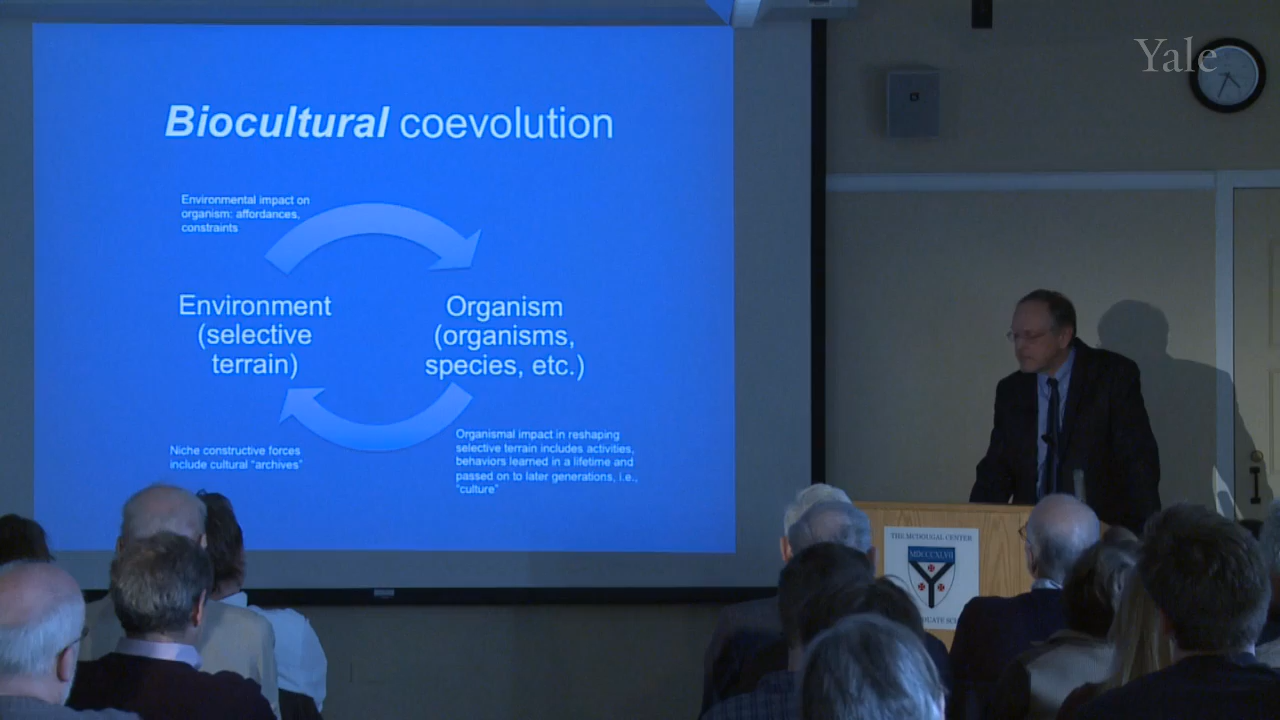 Yale
Biocultural coevolution
Environmental impact on
organism: affordances,
constraints
Environment
(selective
terrain)
Organism
(organisms,
species, etc.)
Niche constructive forces
include cultural "archives"
Organismal impact in reshaping
selective terrain includes activities,
behaviors learned in a lifetime and
passed on to later generations, i.e.,
"culture"
THE MCDOUGAL CENTER
MDCCCXLVII